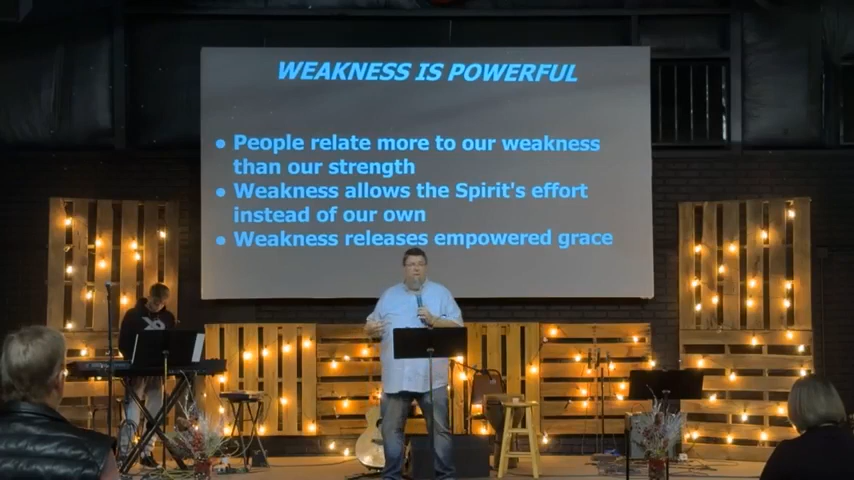 WEAKNESS IS POWERFUL
● People relate more to our weakness
than our strength
● Weakness allows the Spirit's effort
instead of our own
● Weakness releases empowered grace